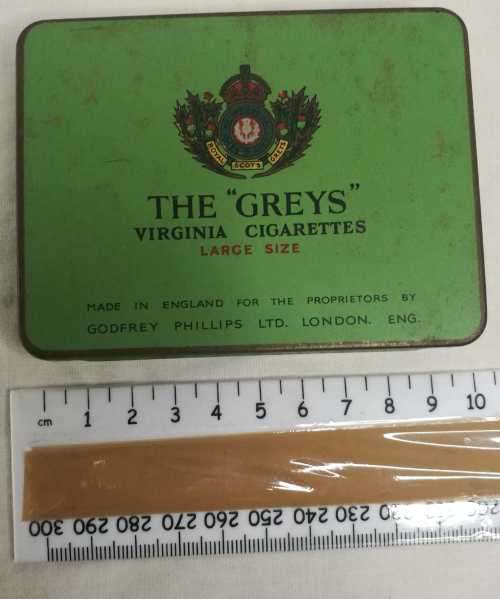 ROYAL SCOTS GREYS
THE "GREYS"
VIRGINIA CIGARETTES
LARGE SIZE
MADE IN ENGLAND FOR THE PROPRIETORS BY
GODFREY PHILLIPS LTD. LONDON. ENG.
cm 1 2 3 4 5 6 7 8 9 10
300 290 280 270 260 250 240 230